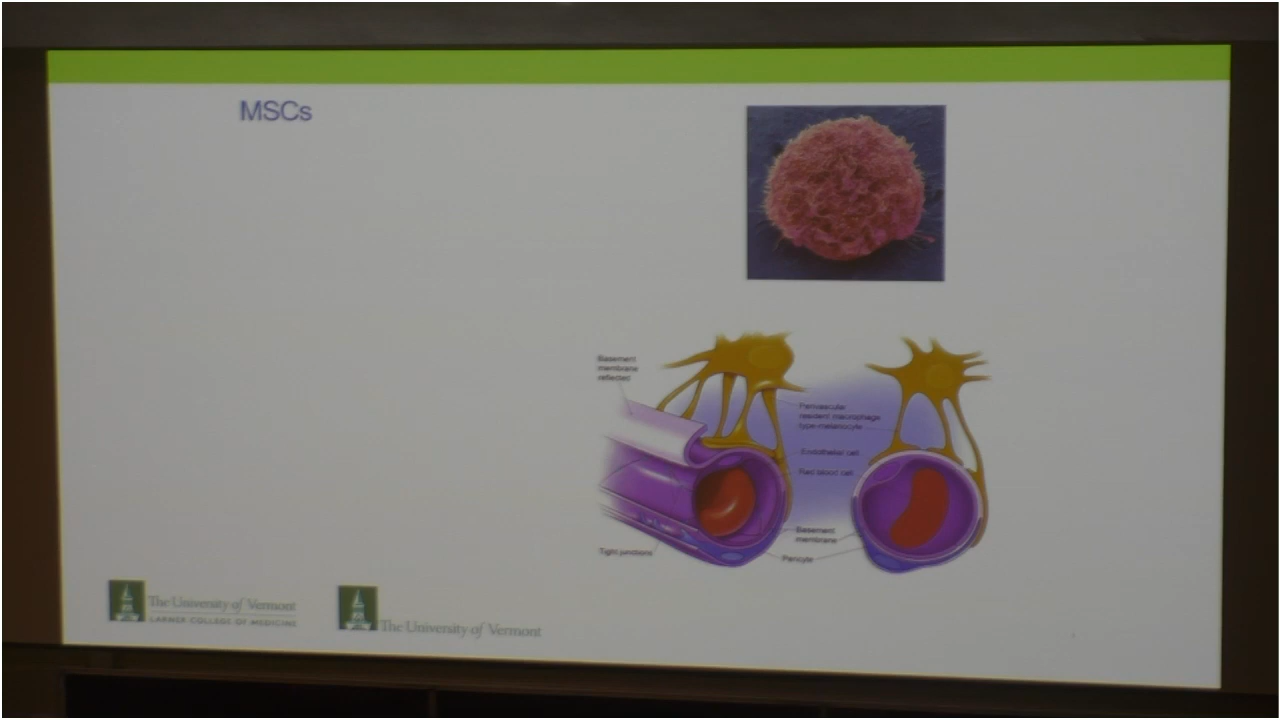 MSCs
Basement
membrane
reflected
Perivascular
resident macrophage
type-melanocyte
Endothelial cell
Red blood cell
Basement
membrane
Tight junctions
Pericyte
The University of Vermont
LARNER COLLEGE OF MEDICINE
The University of Vermont